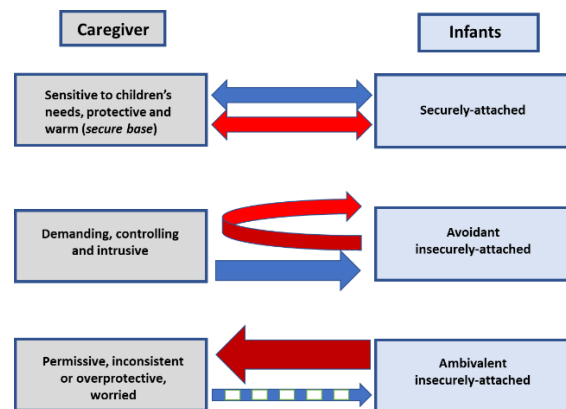 Caregiver
Infants
Sensitive to children's
needs, protective and
warm (secure base)
Securely-attached
Demanding, controlling
and intrusive
Avoidant
insecurely-attached
Permissive, inconsistent
or overprotective,
worried
Ambivalent
insecurely-attached